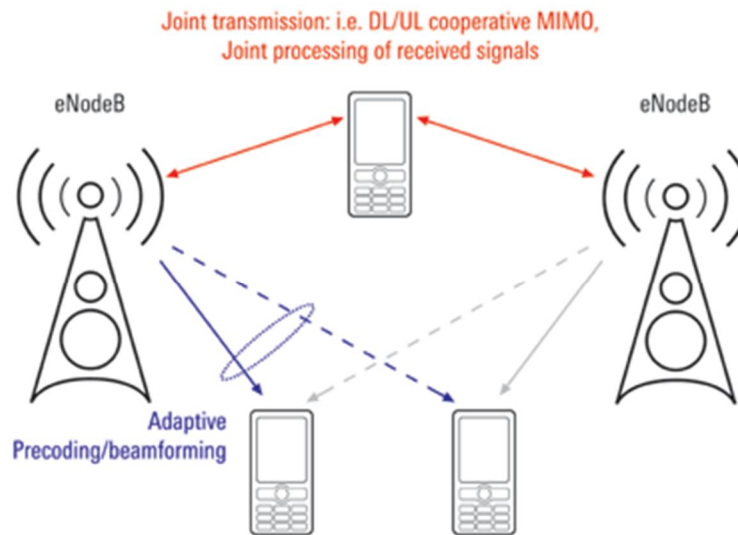 Joint transmission: i.e. DL/UL cooperative MIMO,
Joint processing of received signals
eNodeB
eNodeB
Adaptive
Precoding/beamforming